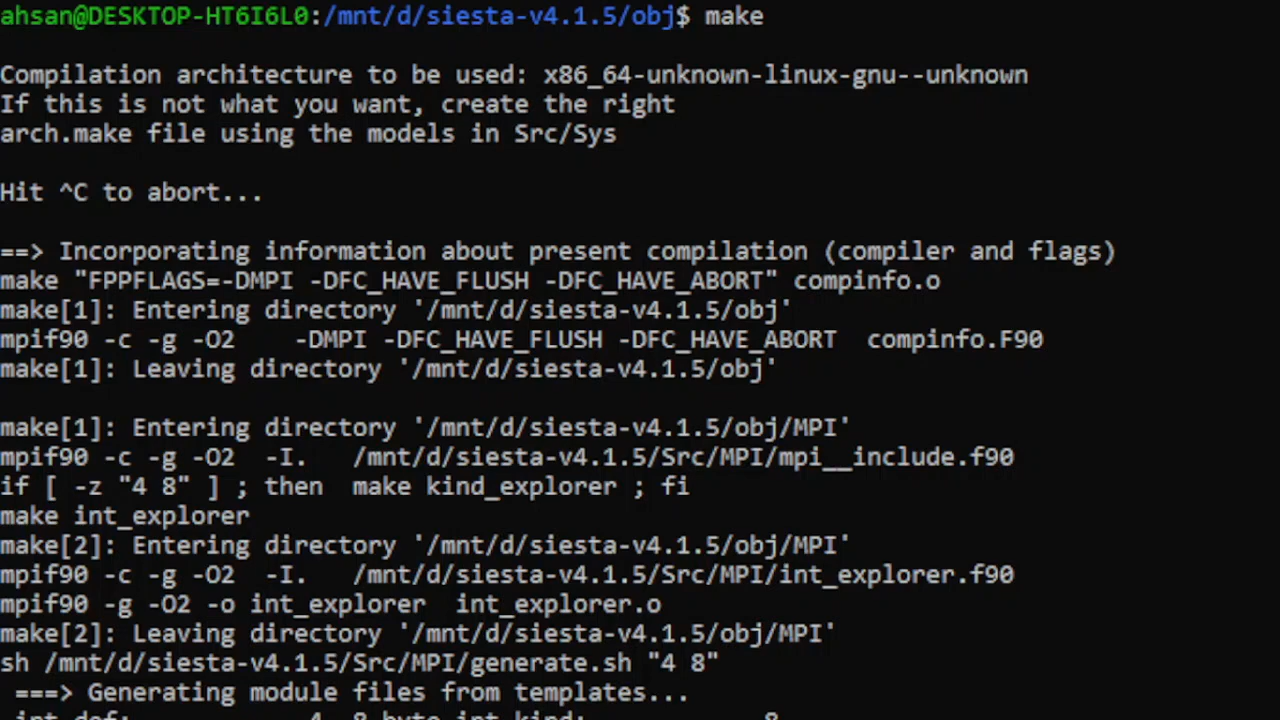 ahsan@DESKTOP-HT6I6L0:/mnt/d/siesta-v4.1.5/obj$ make
Compilation architecture to be used: x86_64-unknown-linux-gnu--unknown
If this is not what you want, create the right
arch.make file using the models in Src/Sys
Hit ^C to abort...
==> Incorporating information about present compilation (compiler and flags)
make "FPPFLAGS=-DMPI -DFC_HAVE_FLUSH -DFC_HAVE_ABORT" compinfo.o
make[1]: Entering directory '/mnt/d/siesta-v4.1.5/obj'
mpif90 -c -g -O2    -DMPI -DFC_HAVE_FLUSH -DFC_HAVE_ABORT  compinfo.F90
make[1]: Leaving directory '/mnt/d/siesta-v4.1.5/obj'
make[1]: Entering directory '/mnt/d/siesta-v4.1.5/obj/MPI'
mpif90 -c -g -O2  -I.   /mnt/d/siesta-v4.1.5/Src/MPI/mpi__include.f90
if [ -z "4 8" ] ; then  make kind_explorer ; fi
make int_explorer
make[2]: Entering directory '/mnt/d/siesta-v4.1.5/obj/MPI'
mpif90 -c -g -O2  -I.   /mnt/d/siesta-v4.1.5/Src/MPI/int_explorer.f90
mpif90 -g -O2 -o int_explorer  int_explorer.o
make[2]: Leaving directory '/mnt/d/siesta-v4.1.5/obj/MPI'
sh /mnt/d/siesta-v4.1.5/Src/MPI/generate.sh "4 8"
 ===> Generating module files from templates...
 int def:            4  8 byte int kind:            8